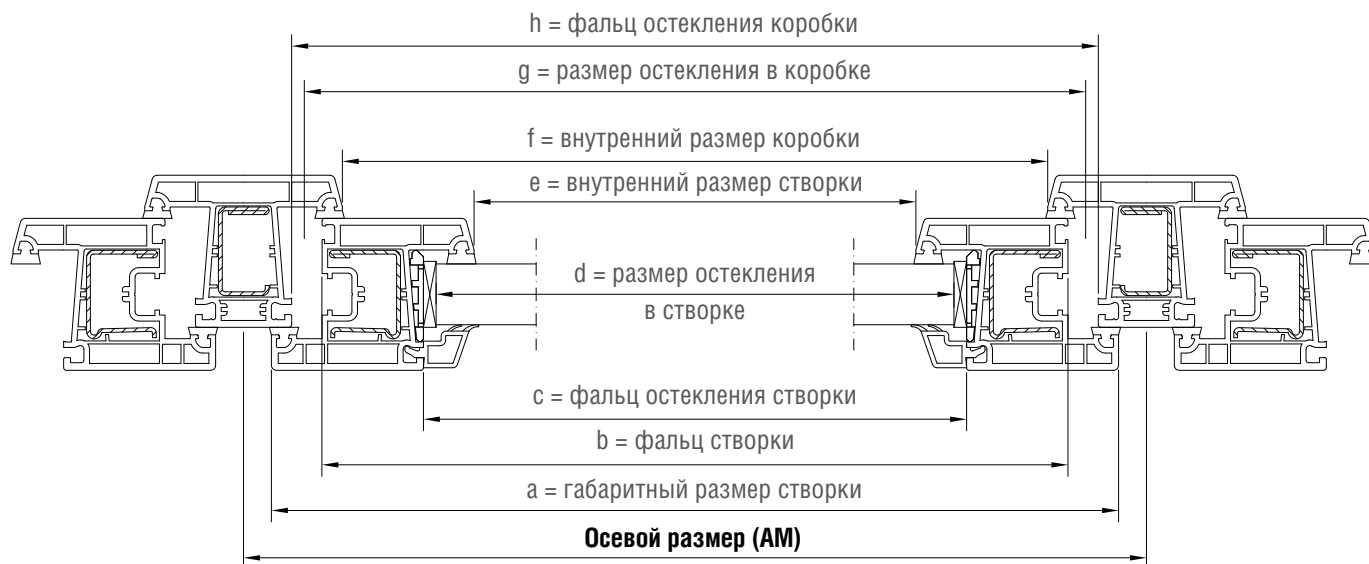 h = фальц остекления коробки
g = размер остекления в коробке
f = внутренний размер коробки
e = внутренний размер створки
d = размер остекления
в створке
c = фальц остекления створки
b = фальц створки
a = габаритный размер створки
Осевой размер (АМ)